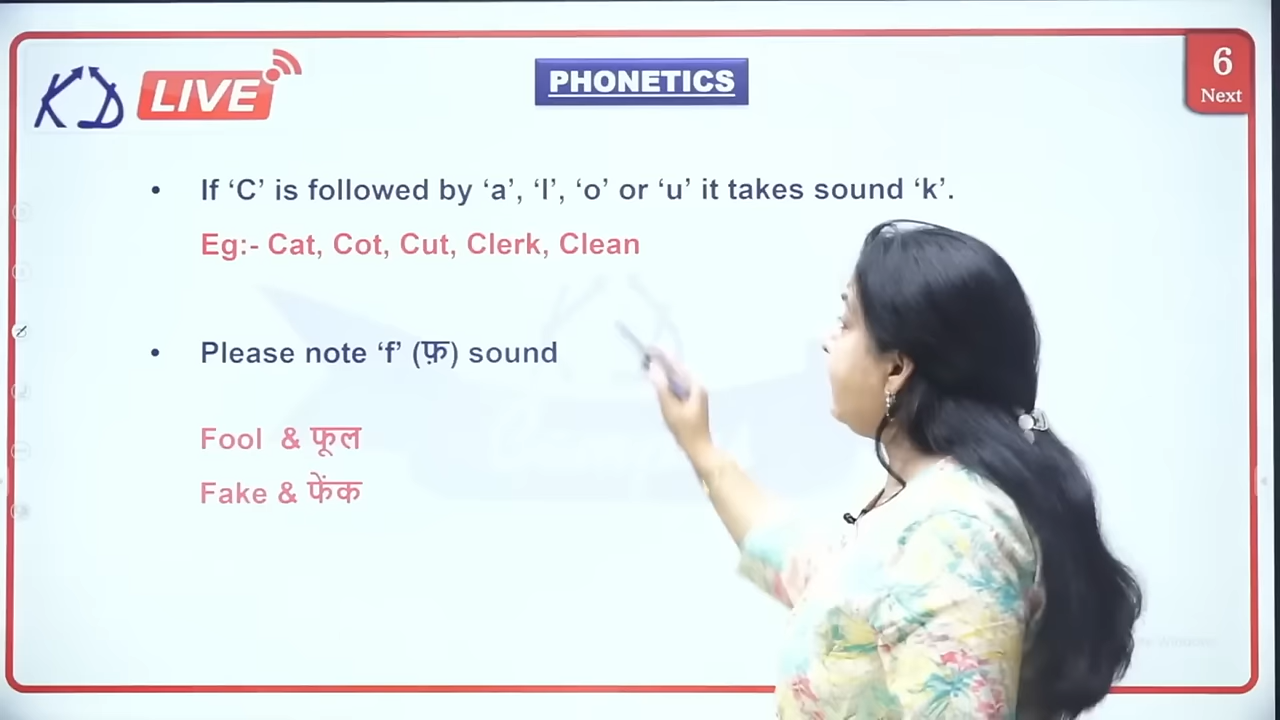 KD LIVE
PHONETICS
6
Next
• If ‘C’ is followed by ‘a’, ‘l’, ‘o’ or ‘u’ it takes sound ‘k’.
Eg:- Cat, Cot, Cut, Clerk, Clean
• Please note ‘f’ (फ़) sound
Fool & फूल
Fake & फेंक